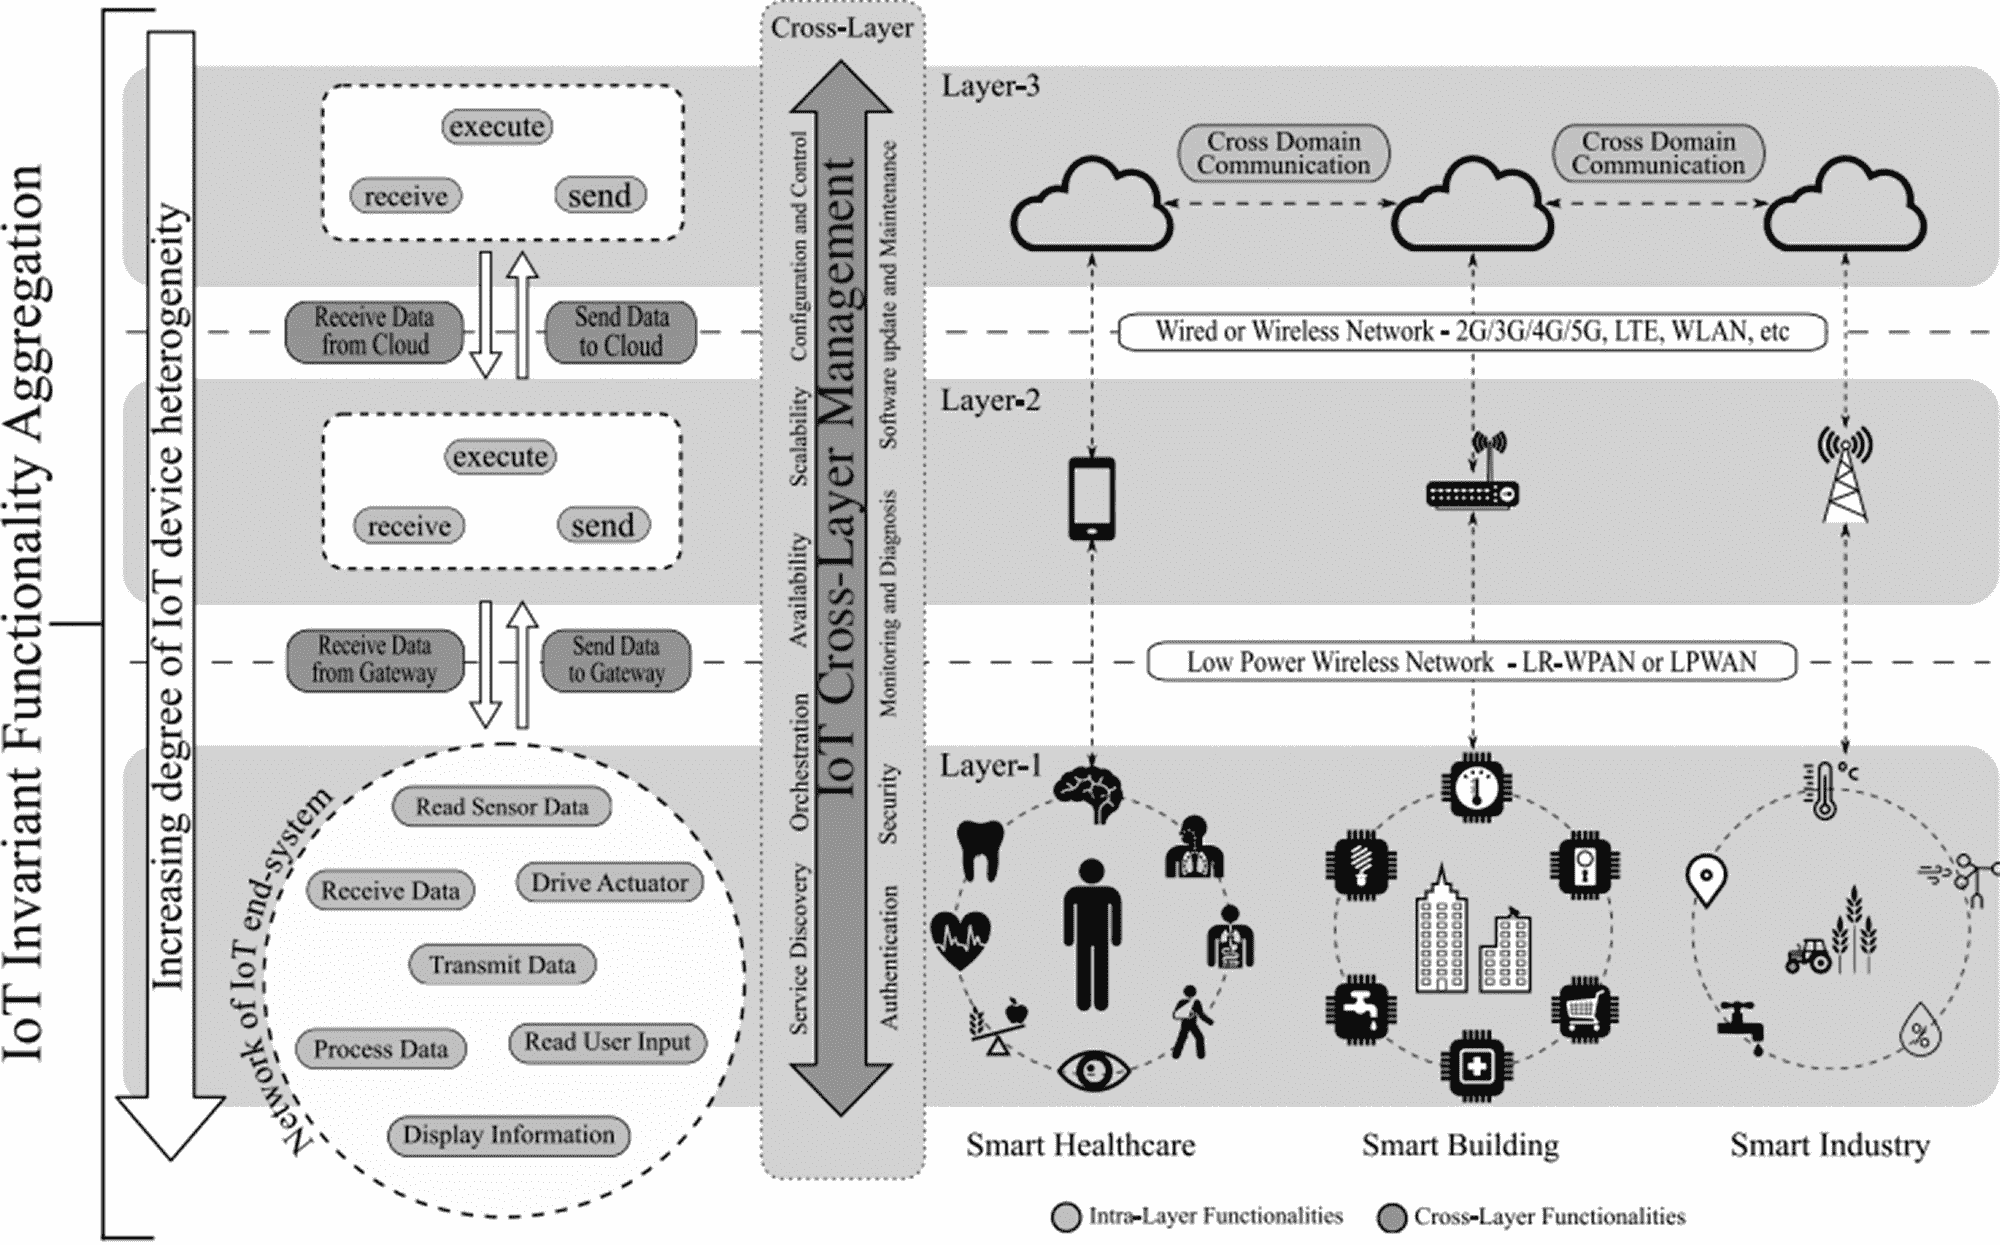 IoT Invariant Functionality Aggregation
Increasing degree of IoT device heterogeneity
execute
receive
send
Receive Data
from Cloud
Send Data
to Cloud
execute
receive
send
Receive Data
from Gateway
Send Data
to Gateway
Network of IoT end-system
Read Sensor Data
Receive Data
Drive Actuator
Transmit Data
Process Data
Read User Input
Display Information
Cross-Layer
IoT Cross-Layer Management
Configuration and Control
Scalability
Availability
Orchestration
Service Discovery
Software update and Maintenance
Monitoring and Diagnosis
Security
Authentication
Layer-3
Cross Domain
Communication
Cross Domain
Communication
Wired or Wireless Network - 2G/3G/4G/5G, LTE, WLAN, etc
Layer-2
Low Power Wireless Network - LR-WPAN or LPWAN
Layer-1
°c
%
Smart Healthcare
Smart Building
Smart Industry
Intra-Layer Functionalities
Cross-Layer Functionalities